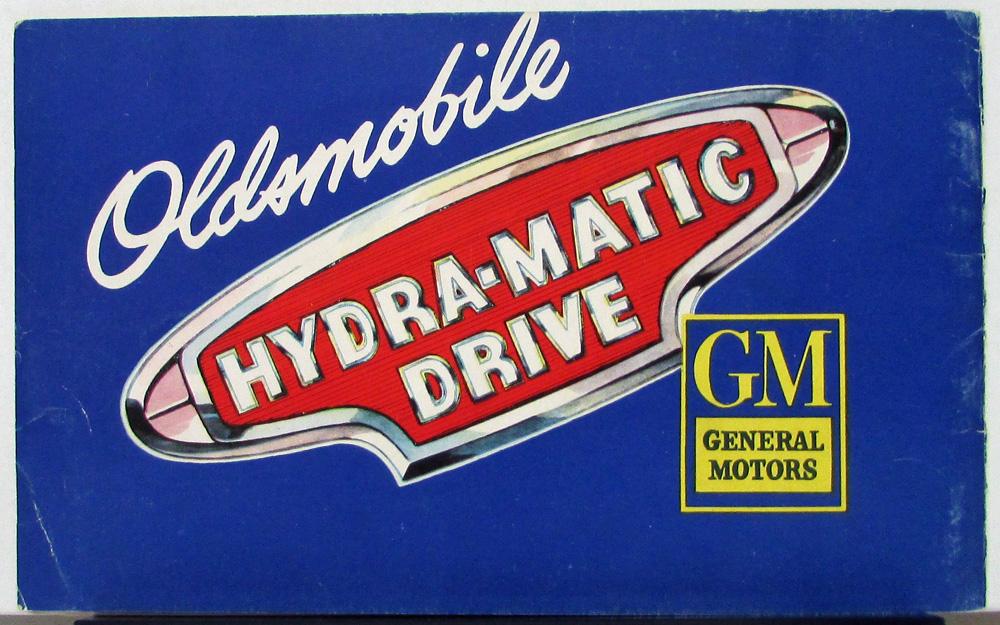 Oldsmobile
HYDRA-MATIC
DRIVE
GM
GENERAL
MOTORS